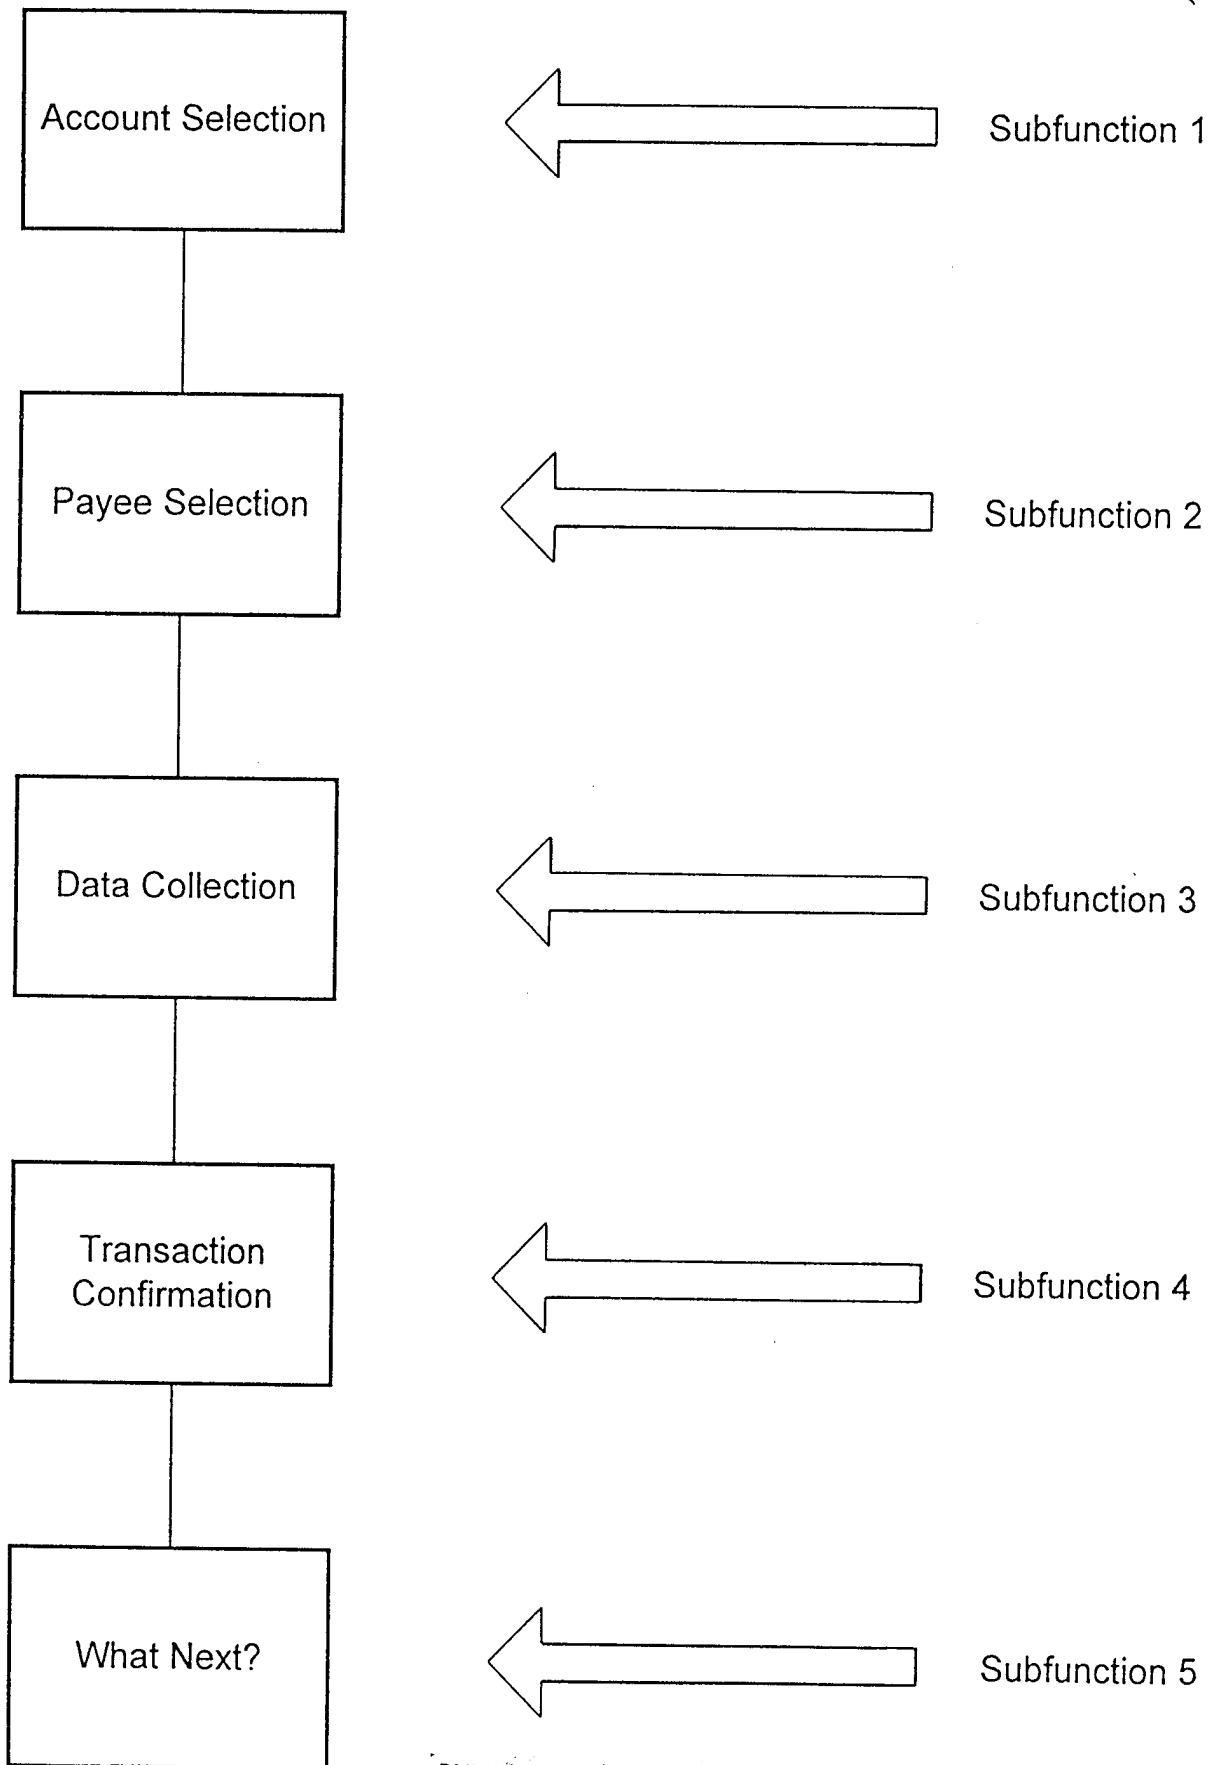 Account Selection
Subfunction 1
Payee Selection
Subfunction 2
Data Collection
Subfunction 3
Transaction
Confirmation
Subfunction 4
What Next?
Subfunction 5